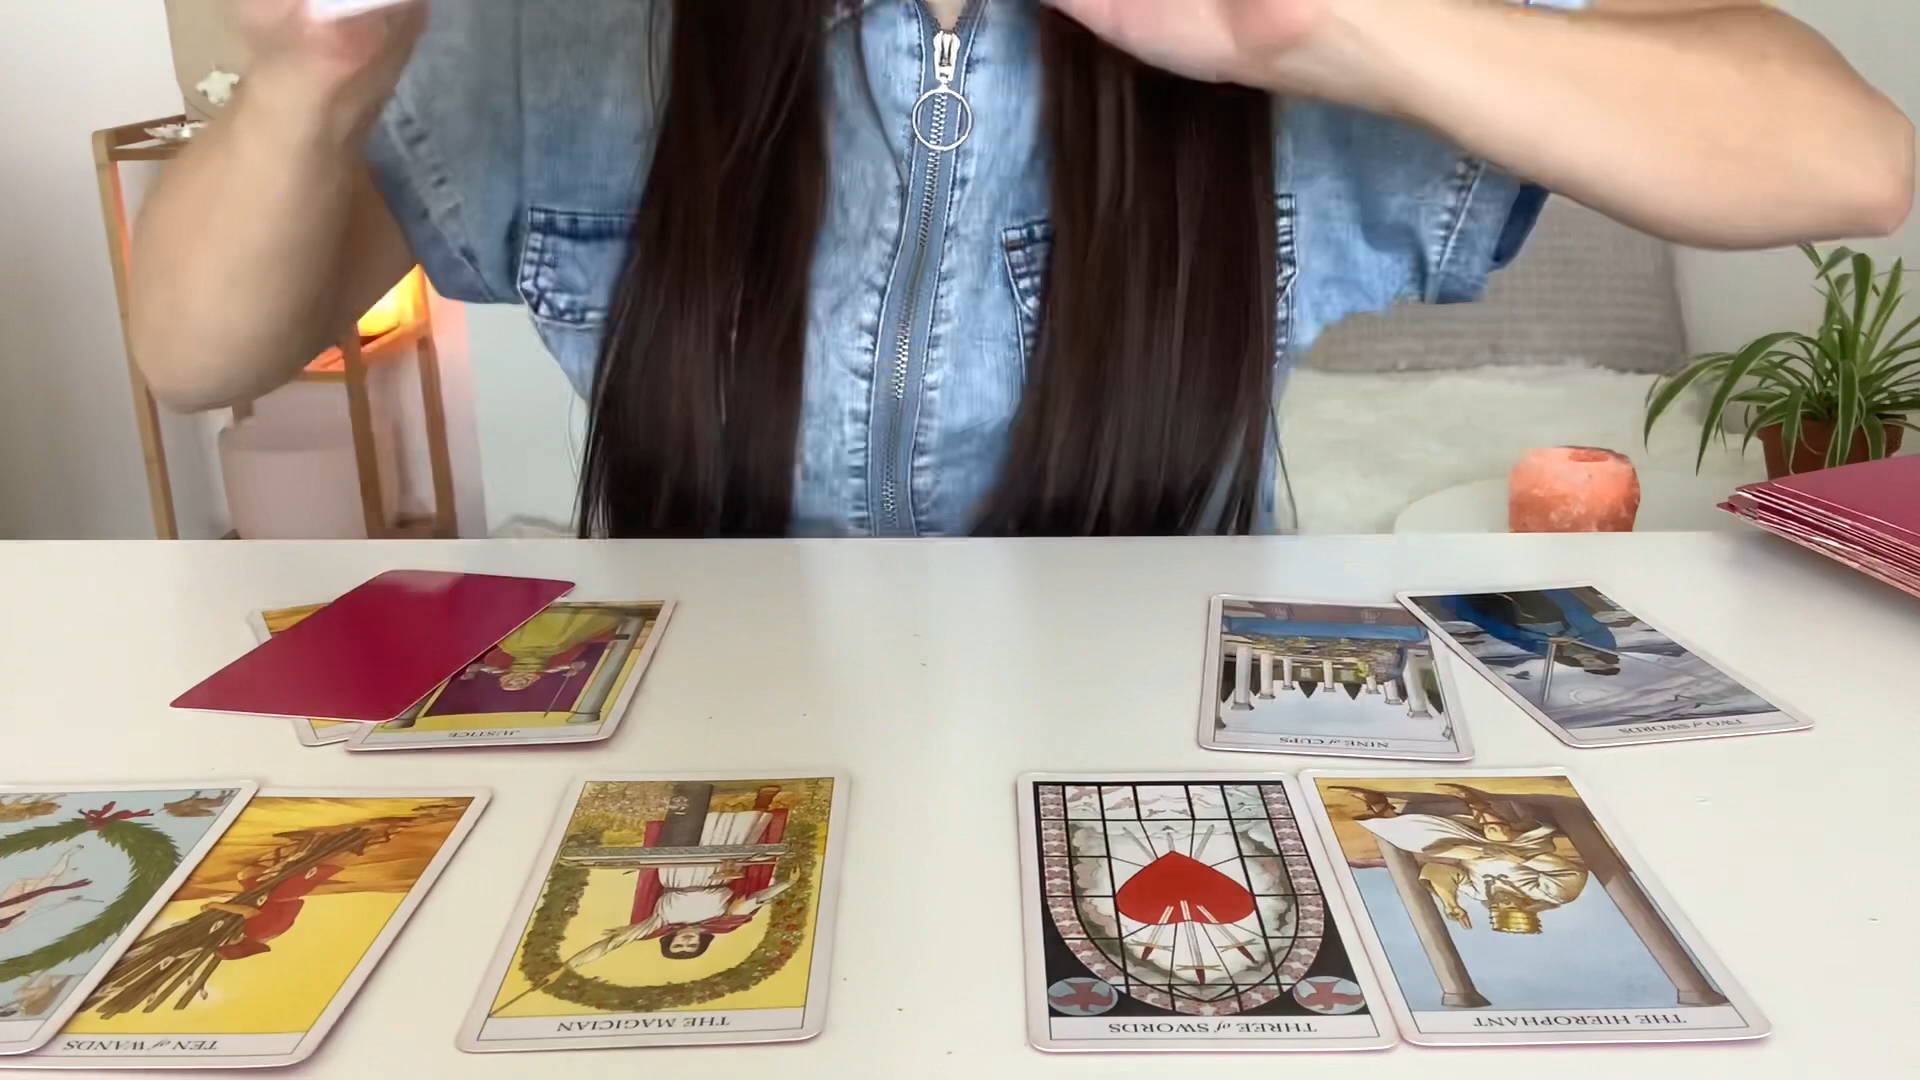 JUSTICE
NINE of CUPS
TWO of SWORDS
TEN of WANDS
THE MAGICIAN
THREE of SWORDS
THE HIEROPHANT